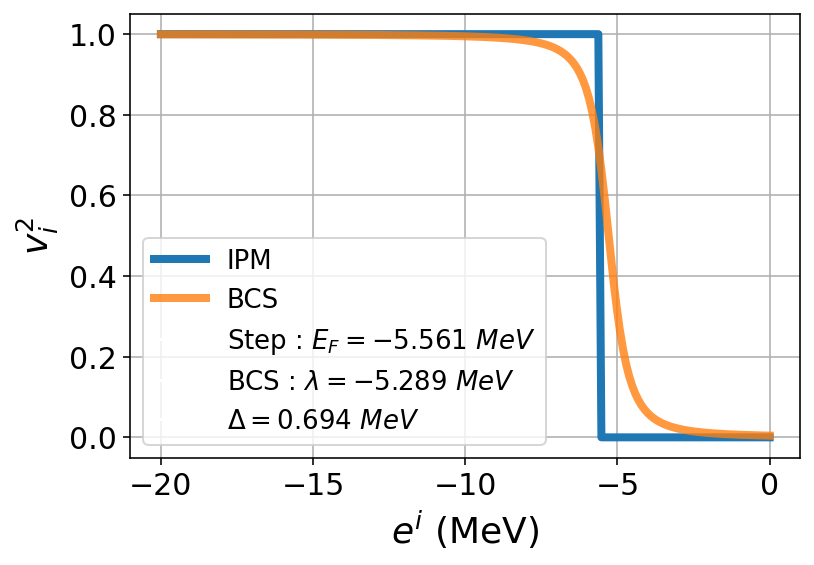 1.0
0.8
0.6
0.4
0.2
0.0
$v_i^2$
IPM
BCS
Step : $E_F = −5.561$ MeV
BCS : $λ = −5.289$ MeV
$Δ = 0.694$ MeV
−20
−15
−10
−5
0
$e^i$ (MeV)